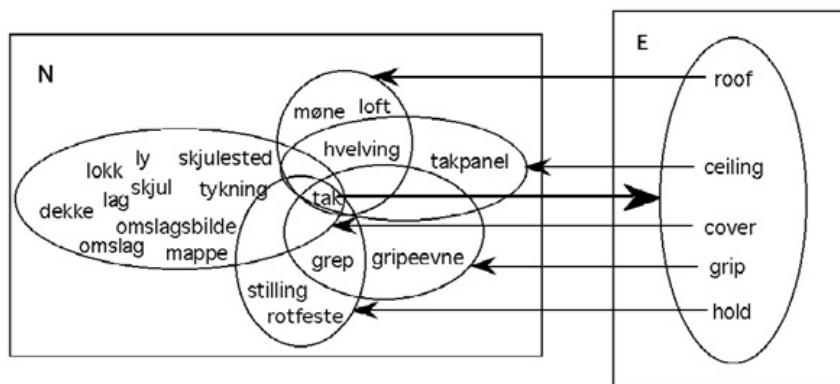 N
E
roof
møne loft
hvelving
takpanel
ceiling
ly
skjulested
lokk
skjul
tykning
lag
tak
dekke
omslagsbilde
cover
omslag
mappe
grep
gripeevne
grip
stilling
rotfeste
hold